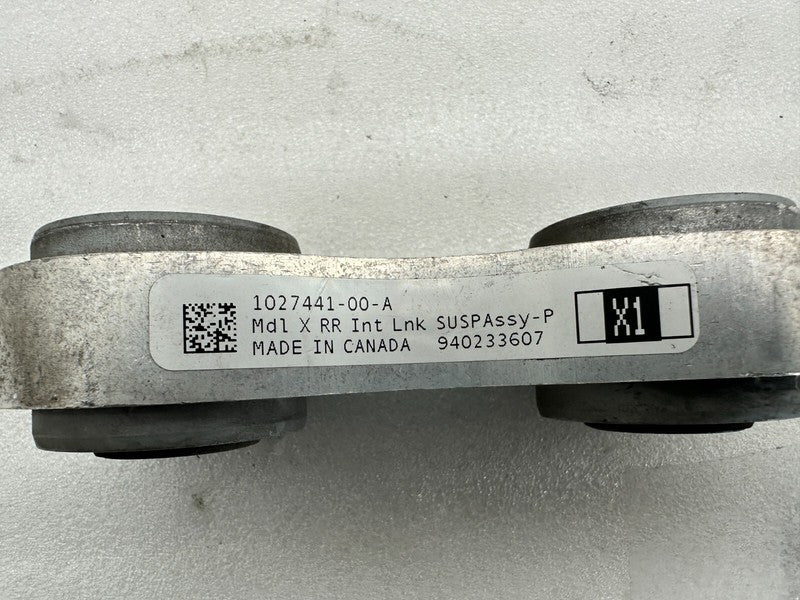 1027441-00-A
Mdl X RR Int Lnk SUSPAssy-P
MADE IN CANADA 940233607
X1